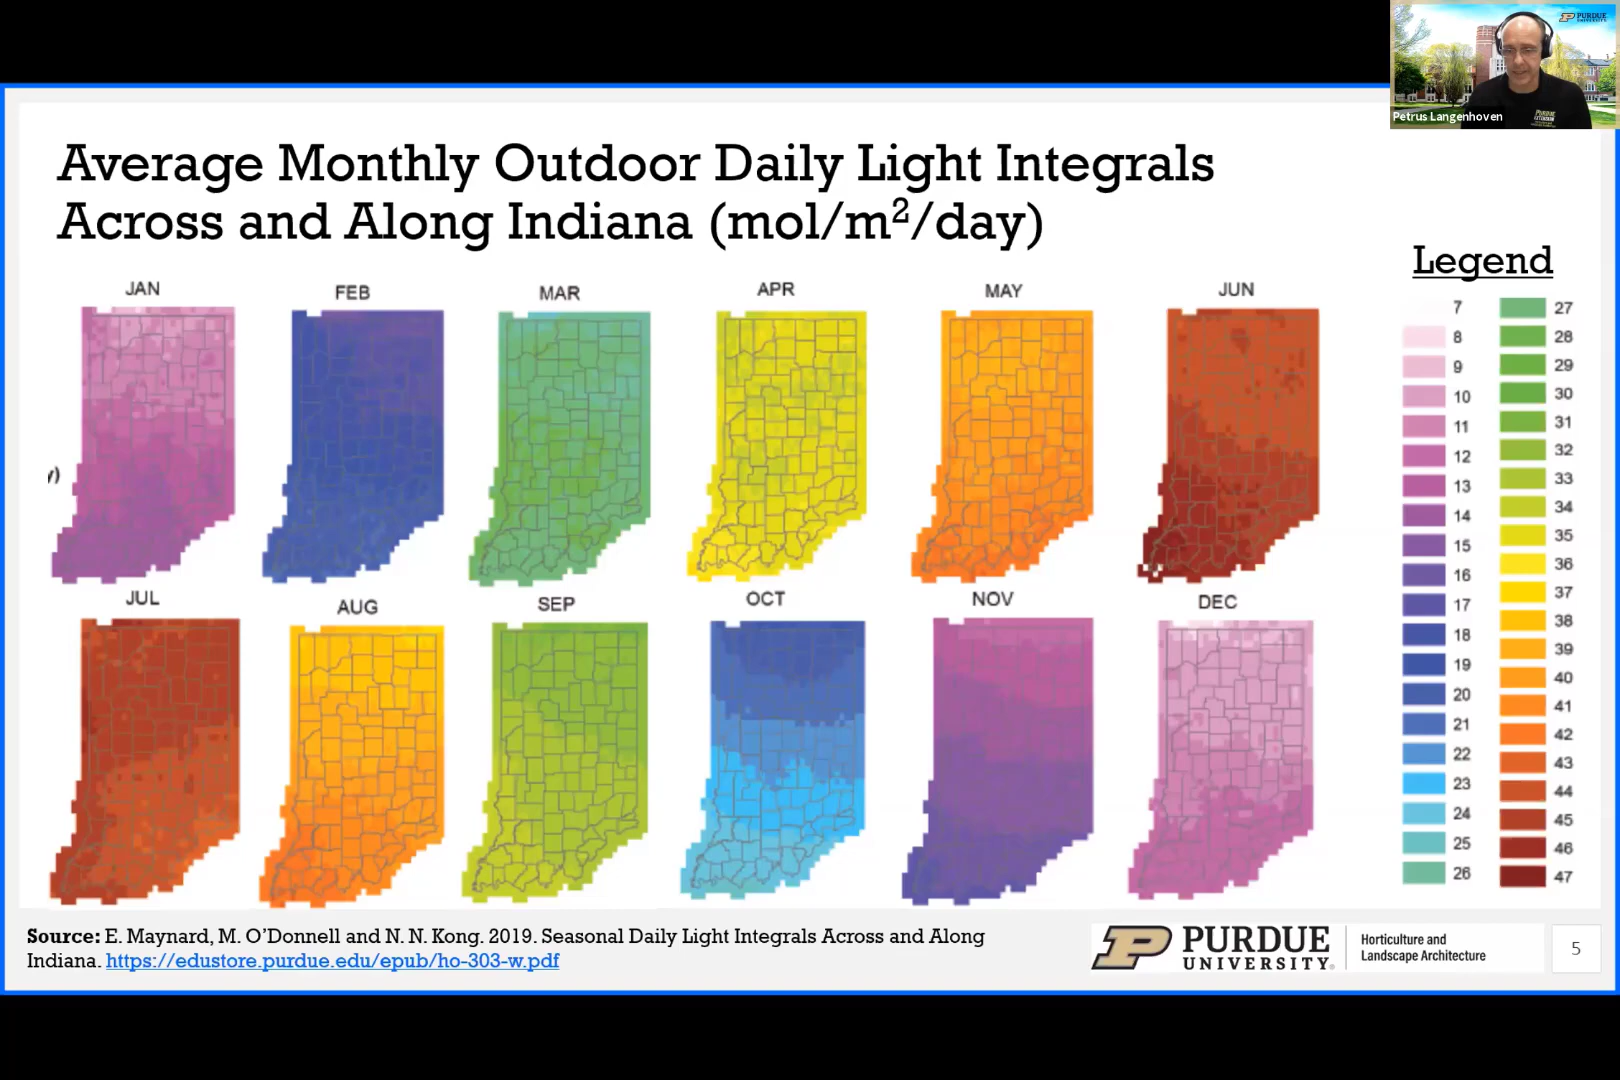 PURDUE
UNIVERSITY
Petrus Langenhoven
Average Monthly Outdoor Daily Light Integrals
Across and Along Indiana (mol/m²/day)
Legend
JAN
FEB
MAR
APR
MAY
JUN
JUL
AUG
SEP
OCT
NOV
DEC
7
8
9
10
11
12
13
14
15
16
17
18
19
20
21
22
23
24
25
26
27
28
29
30
31
32
33
34
35
36
37
38
39
40
41
42
43
44
45
46
47
Source: E. Maynard, M. O'Donnell and N. N. Kong. 2019. Seasonal Daily Light Integrals Across and Along
Indiana. https://edustore.purdue.edu/epub/ho-303-w.pdf
PURDUE
UNIVERSITY®
Horticulture and
Landscape Architecture
5